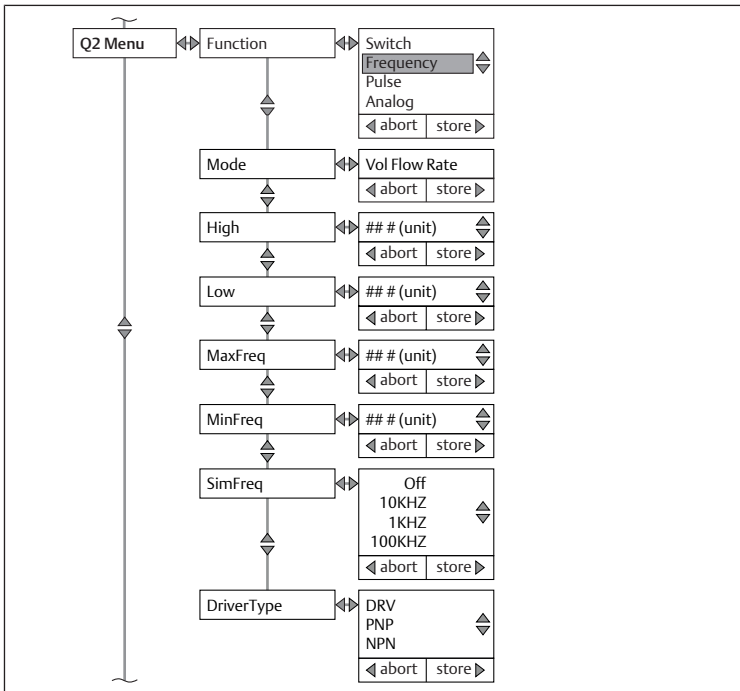 Q2 Menu
Function
Switch
Frequency
Pulse
Analog
abort
store
Mode
Vol Flow Rate
abort
store
High
## # (unit)
abort
store
Low
## # (unit)
abort
store
MaxFreq
## # (unit)
abort
store
MinFreq
## # (unit)
abort
store
SimFreq
Off
10KHZ
1KHZ
100KHZ
abort
store
DriverType
DRV
PNP
NPN
abort
store